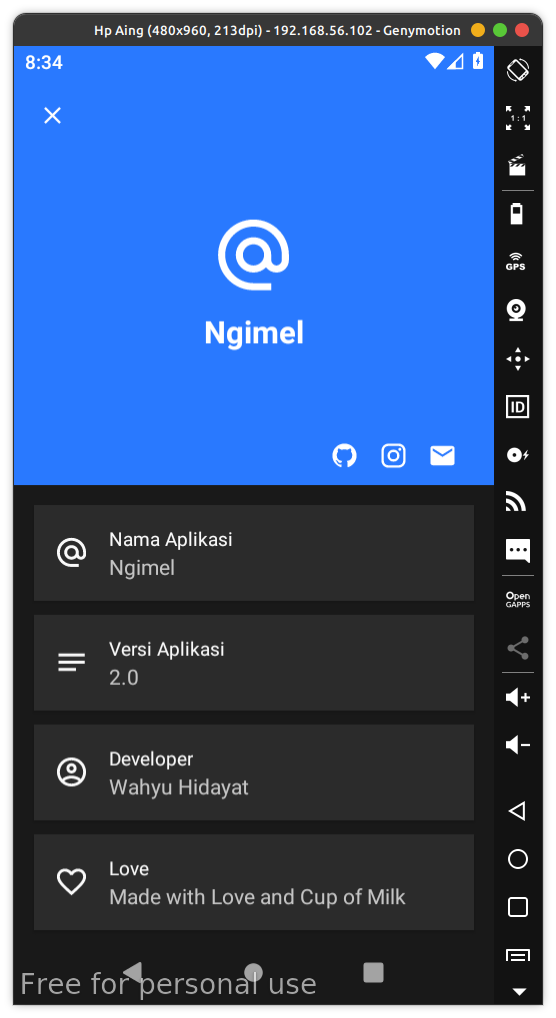 Hp Aing (480x960, 213dpi) - 192.168.56.102 - Genymotion
8:34
1:1
GPS
Ngimel
ID
Nama Aplikasi
Ngimel
Open
GAPPS
Versi Aplikasi
2.0
Developer
Wahyu Hidayat
Love
Made with Love and Cup of Milk
Free for personal use